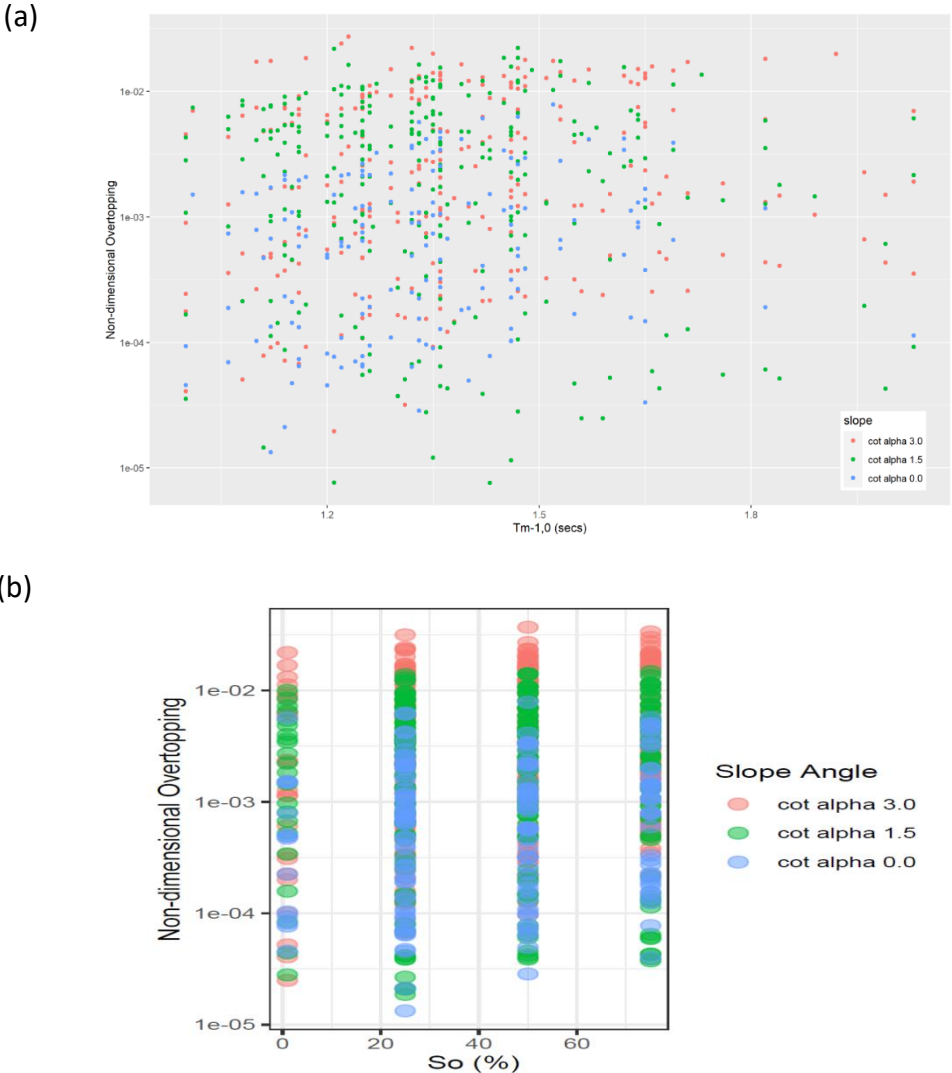 (a)
Non-dimensional Overtopping
1e-02
1e-33
1e-04
1e-05
1.2
1.5
1.8
Tm-1,0 (secs)
slope
cot alpha 3.0
cot alpha 1.5
cot alpha 0.0
(b)
Non-dimensional Overtopping
1e-02
1e-03
1e-04
1e-05
0
20
40
60
So (%)
Slope Angle
cot alpha 3.0
cot alpha 1.5
cot alpha 0.0